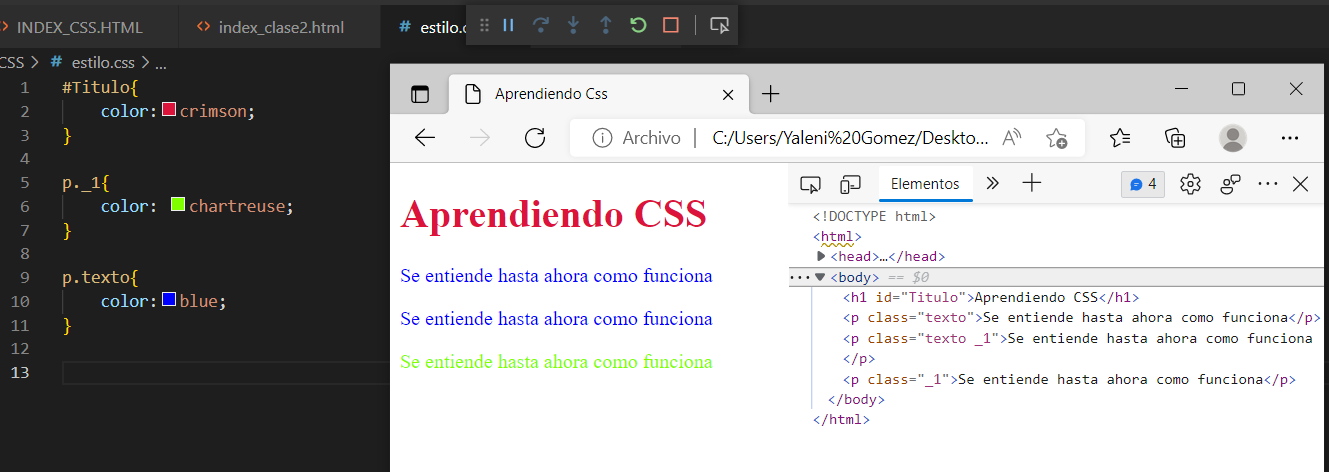 INDEX_CSS.HTML
index_clase2.html
# estilo.c
CSS > # estilo.css > ...
1 #Titulo{
2 color: crimson;
3 }
4
5 p._1{
6 color: chartreuse;
7 }
8
9 p.texto{
10 color: blue;
11 }
12
13
Aprendiendo Css
Archivo | C:/Users/Yaleni%20Gomez/Deskto...
Aprendiendo CSS
Se entiende hasta ahora como funciona
Se entiende hasta ahora como funciona
Se entiende hasta ahora como funciona
Elementos
4
<!DOCTYPE html>
<html>
<head>…</head>
<body> == $0
<h1 id="Titulo">Aprendiendo CSS</h1>
<p class="texto">Se entiende hasta ahora como funciona</p>
<p class="texto _1">Se entiende hasta ahora como funciona
</p>
<p class="_1">Se entiende hasta ahora como funciona</p>
</body>
</html>